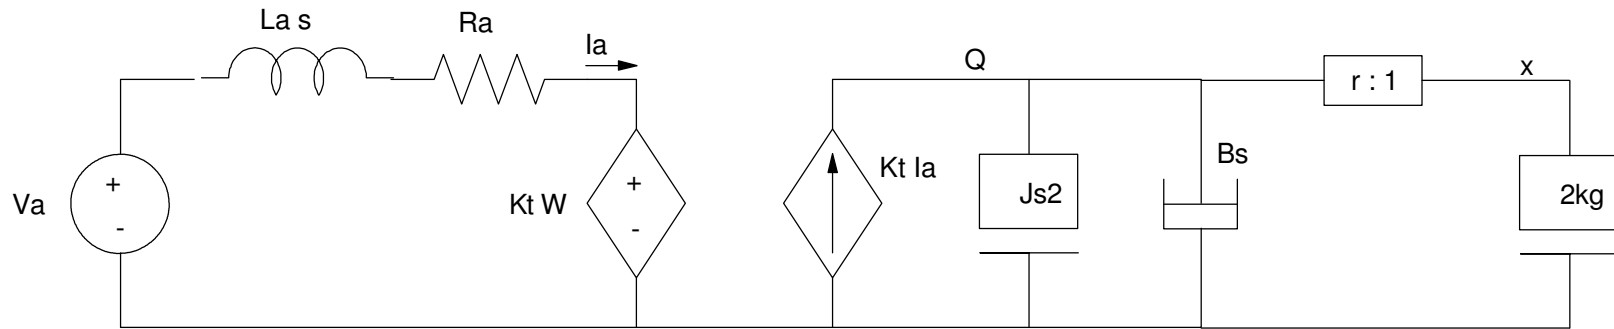 La s
Ra
Ia
Q
x
r : 1
Va
+
-
Kt W
+
-
Kt Ia
Js2
Bs
2kg